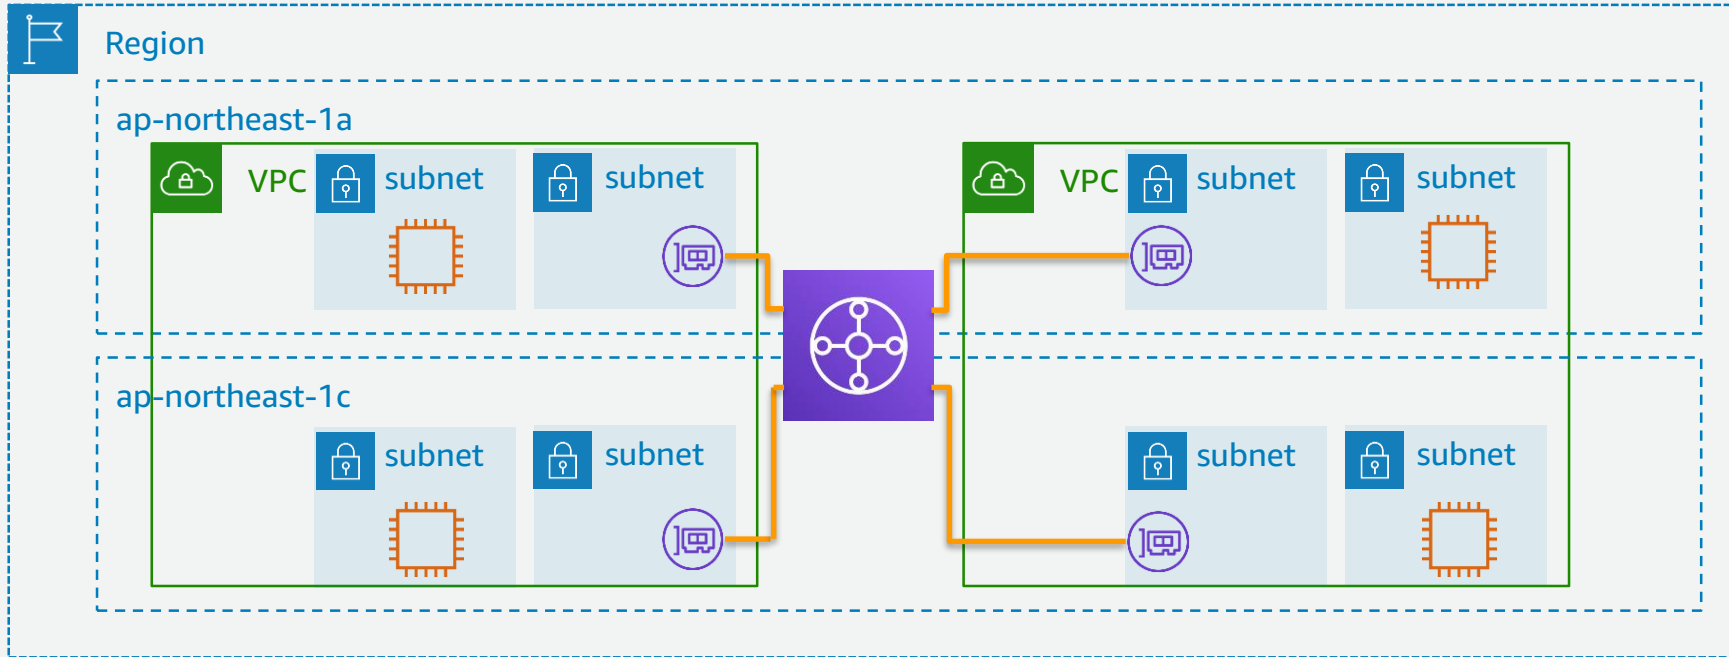 Region
ap-northeast-1a
VPC
subnet
subnet
VPC
subnet
subnet
ap-northeast-1c
subnet
subnet
subnet
subnet